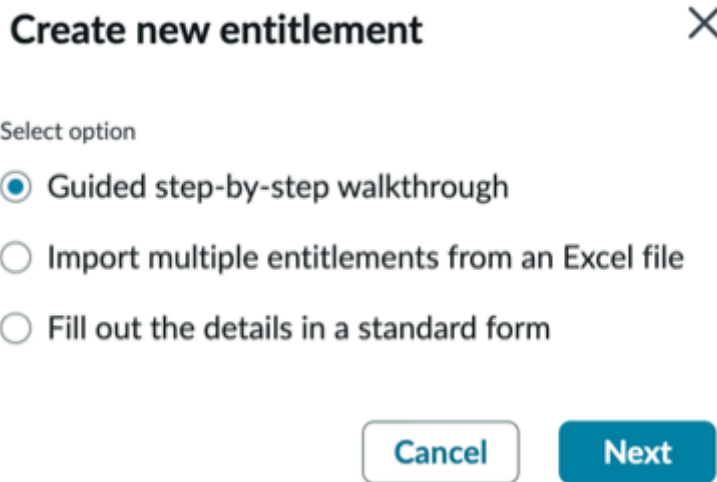 Create new entitlement
Select option
Guided step-by-step walkthrough
Import multiple entitlements from an Excel file
Fill out the details in a standard form
Cancel Next